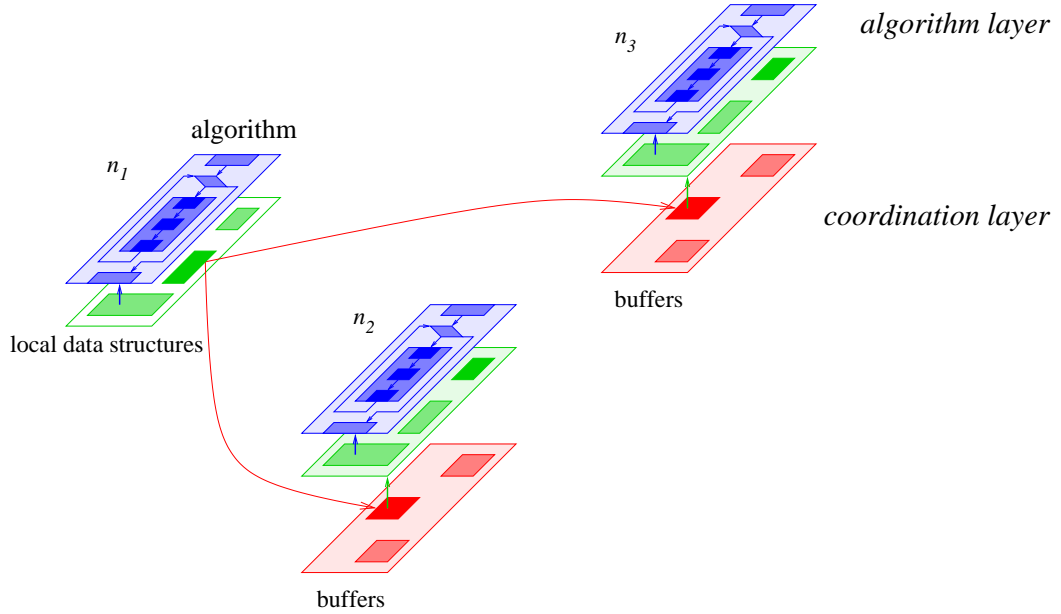 algorithm layer
n3
algorithm
n1
coordination layer
buffers
n2
local data structures
buffers